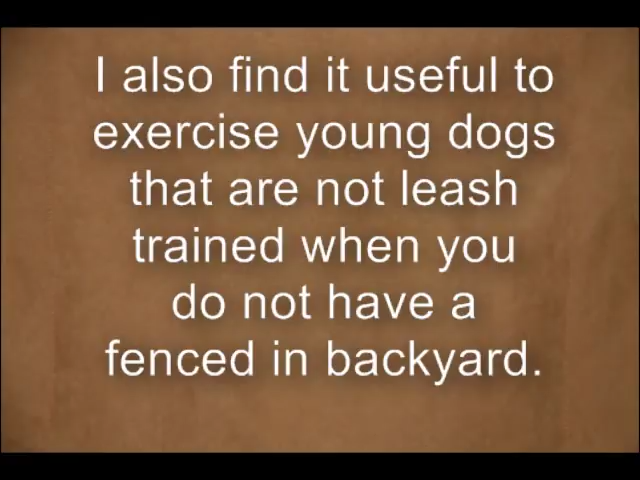 I also find it useful to
exercise young dogs
that are not leash
trained when you
do not have a
fenced in backyard.